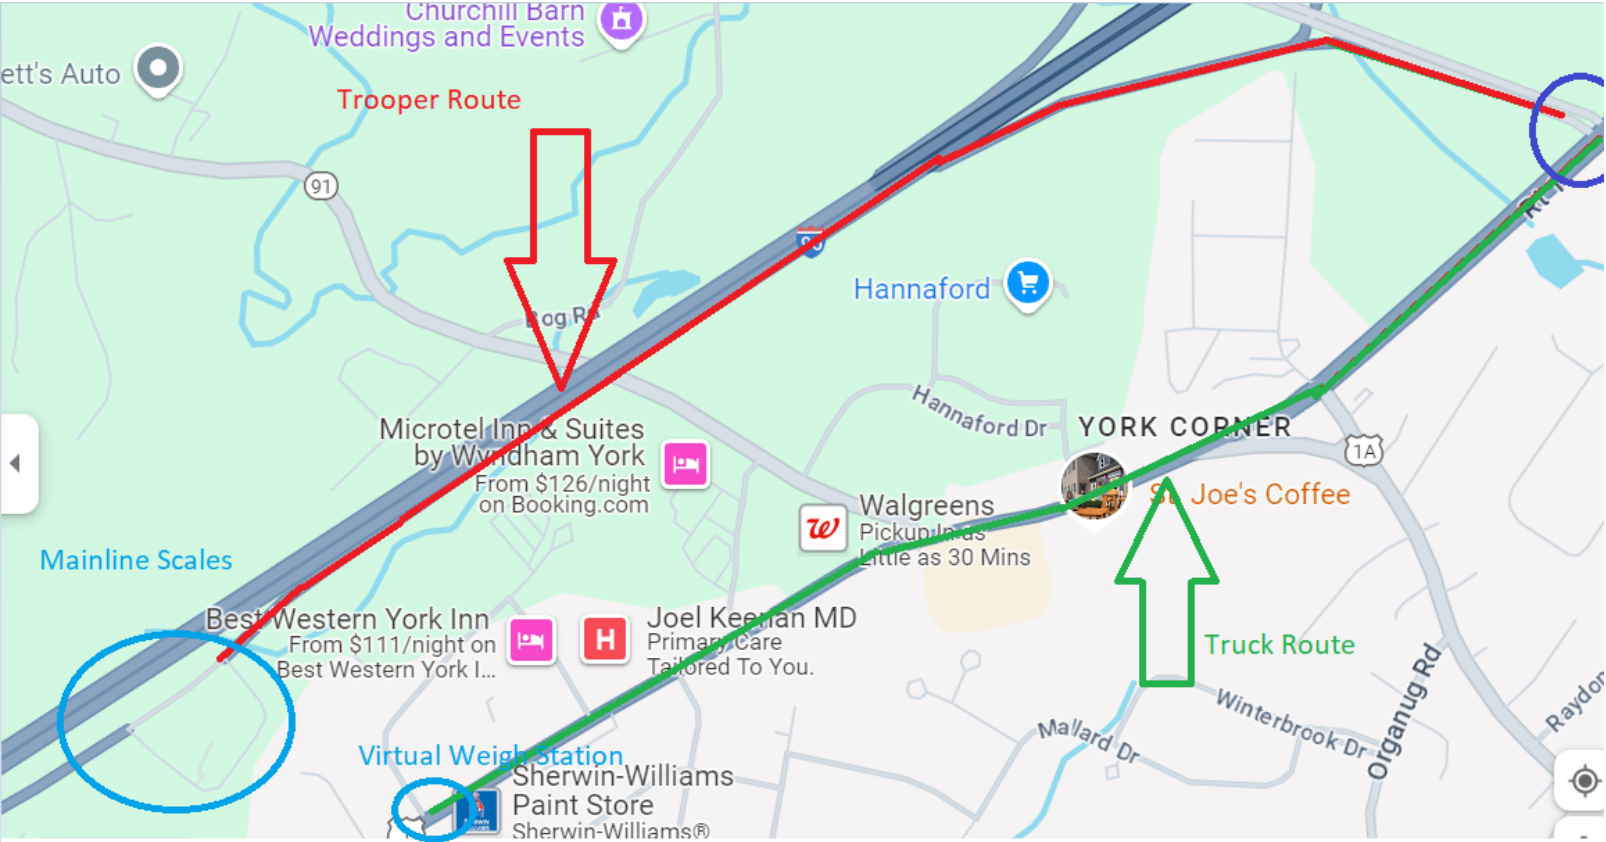 Churchill Barn
Weddings and Events
ett's Auto
Trooper Route
91
95
Rt 1
Hannaford
Bog Rd
Hannaford Dr
YORK CORNER
1A
Microtel Inn & Suites
by Wyndham York
From $126/night
on Booking.com
St. Joe's Coffee
Walgreens
Pickup In as
Little as 30 Mins
Mainline Scales
Best Western York Inn
From $111/night on
Best Western York I...
H
Joel Keenan MD
Primary Care
Tailored To You.
Truck Route
Organug Rd
Raydon
Winterbrook Dr
Mallard Dr
Virtual Weigh Station
Sherwin-Williams
Paint Store
Sherwin-Williams®